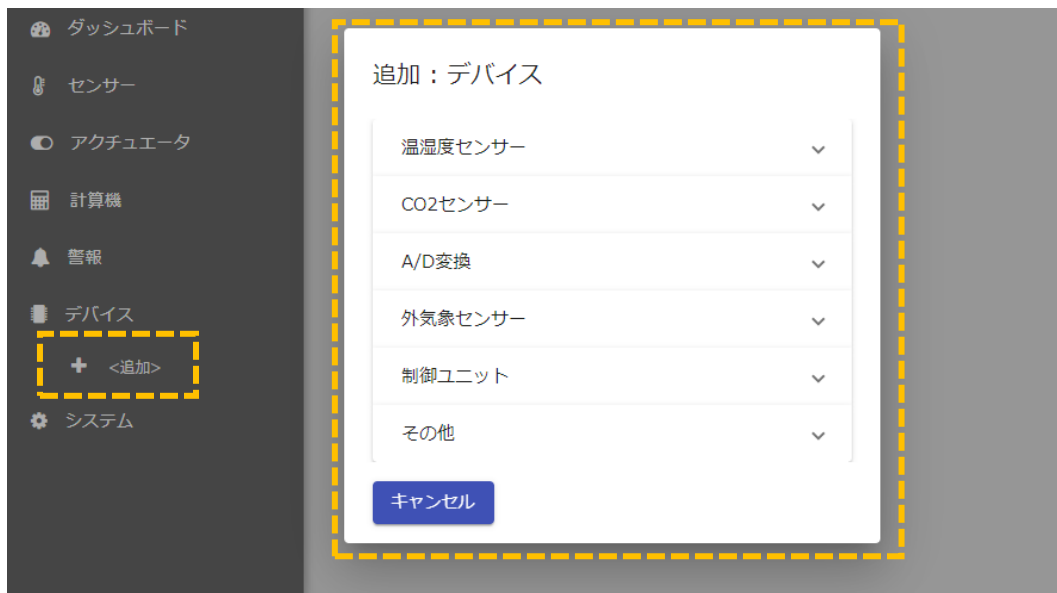 ダッシュボード
センサー
アクチュエータ
計算機
警報
デバイス
<追加>
システム
追加：デバイス
温湿度センサー
CO2センサー
A/D変換
外気象センサー
制御ユニット
その他
キャンセル